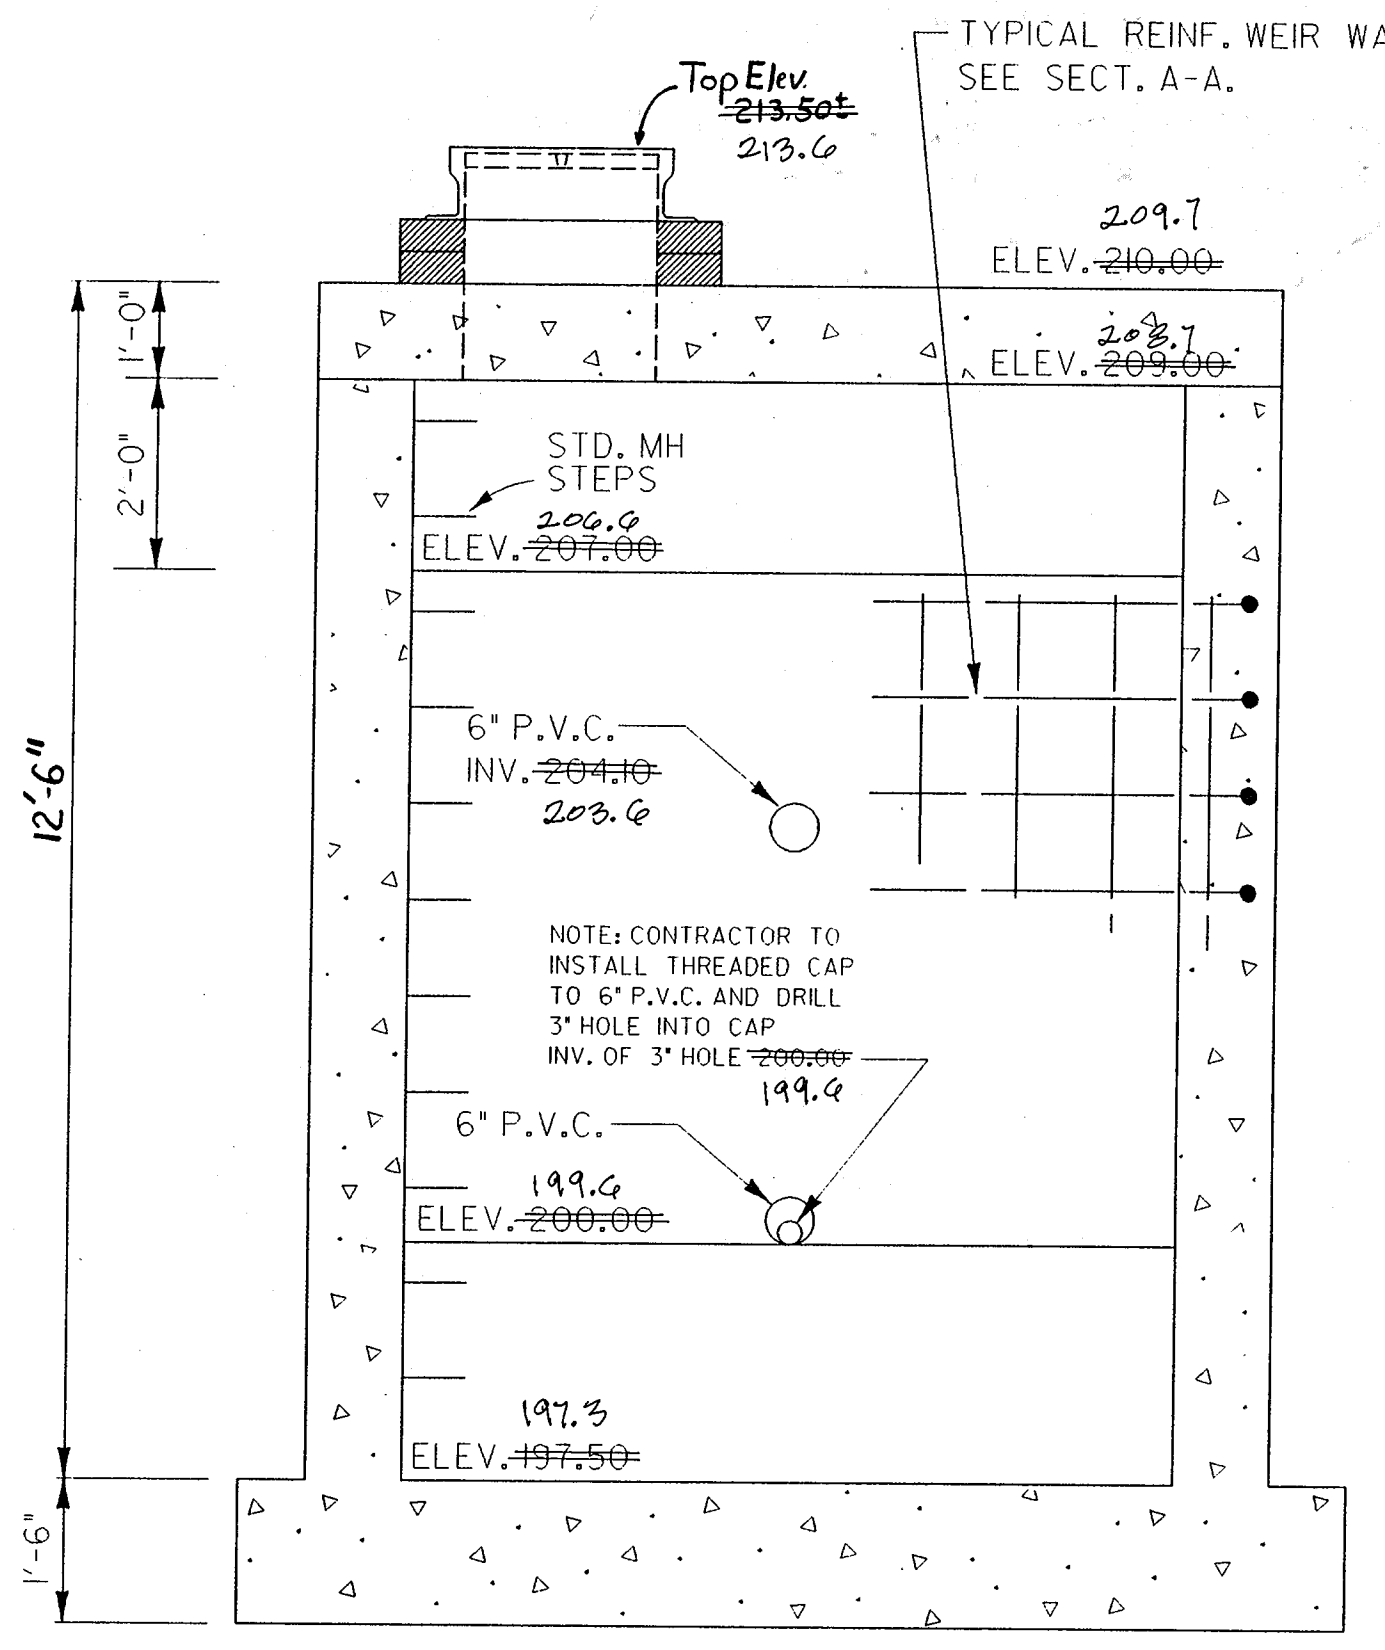 TYPICAL REINF. WEIR WA
SEE SECT. A-A.
Top Elev.
213.50±
213.6
209.7
ELEV. 210.00
208.7
ELEV. 209.00
1'-0"
2'-0"
STD. MH
STEPS
206.6
ELEV. 207.00
6" P.V.C.
INV. 204.10
203.6
12'-6"
NOTE: CONTRACTOR TO
INSTALL THREADED CAP
TO 6" P.V.C. AND DRILL
3" HOLE INTO CAP
INV. OF 3" HOLE 200.00
199.6
6" P.V.C.
199.6
ELEV. 200.00
197.3
ELEV. 197.50
1'-6"